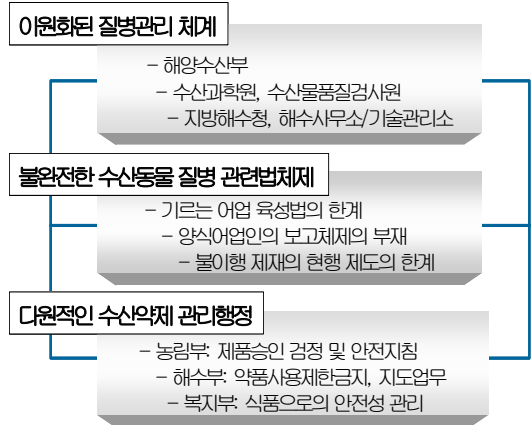 이원화된 질병관리 체계
– 해양수산부
– 수산과학원, 수산물품질검사원
– 지방해수청, 해수사무소/기술관리소
불완전한 수산동물 질병 관련법체제
– 기르는 어업 육성법의 한계
– 양식어업인의 보고체제의 부재
– 불이행 제재의 현행 제도의 한계
다원적인 수산약제 관리행정
– 농림부: 제품승인 검정 및 안전지침
– 해수부: 약품사용제한금지, 지도업무
– 복지부: 식품으로의 안전성 관리